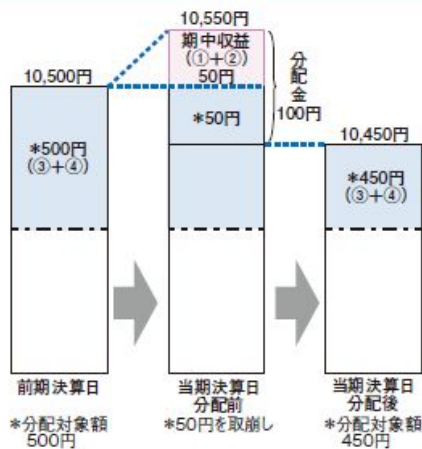 10,550円
期中収益
(①+②)
50円
分配金
100円
10,500円
*500円
(③+④)
*50円
10,450円
*450円
(③+④)
前期決算日
当期決算日
分配前
当期決算日
分配後
*分配対象額
500円
*50円を取崩し
*分配対象額
450円